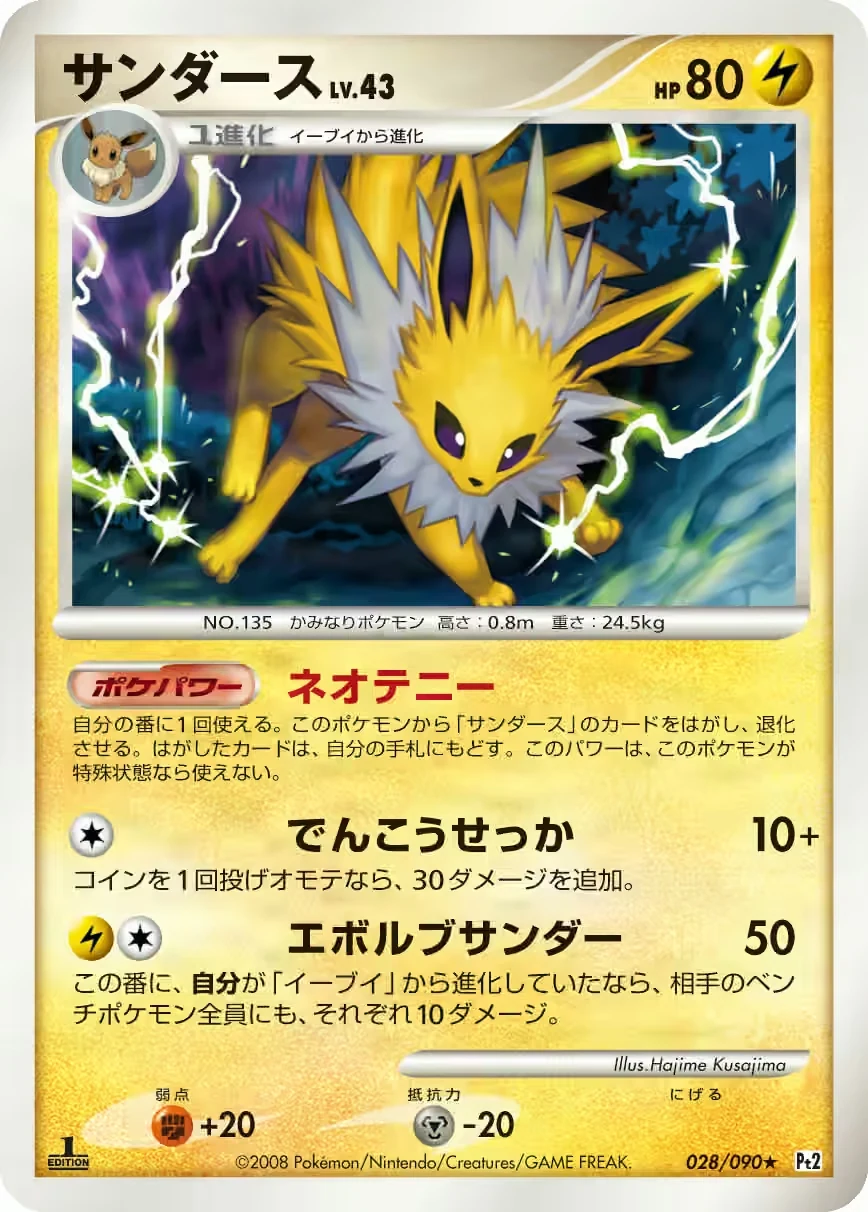 サンダース LV.43 HP 80
1進化 イーブイから進化
NO.135 かみなりポケモン 高さ:0.8m 重さ:24.5kg
ポケパワー ネオテニー
自分の番に1回使える。このポケモンから「サンダース」のカードをはがし、退化
させる。はがしたカードは、自分の手札にもどす。このパワーは、このポケモンが
特殊状態なら使えない。
でんこうせっか 10+
コインを1回投げオモテなら、30ダメージを追加。
エボルブサンダー 50
この番に、自分が「イーブイ」から進化していたなら、相手のベン
チポケモン全員にも、それぞれ10ダメージ。
Illus.Hajime Kusajima
弱点 抵抗力 にげる
+20 -20
1 EDITION ©2008 Pokémon/Nintendo/Creatures/GAME FREAK. 028/090★ Pt2